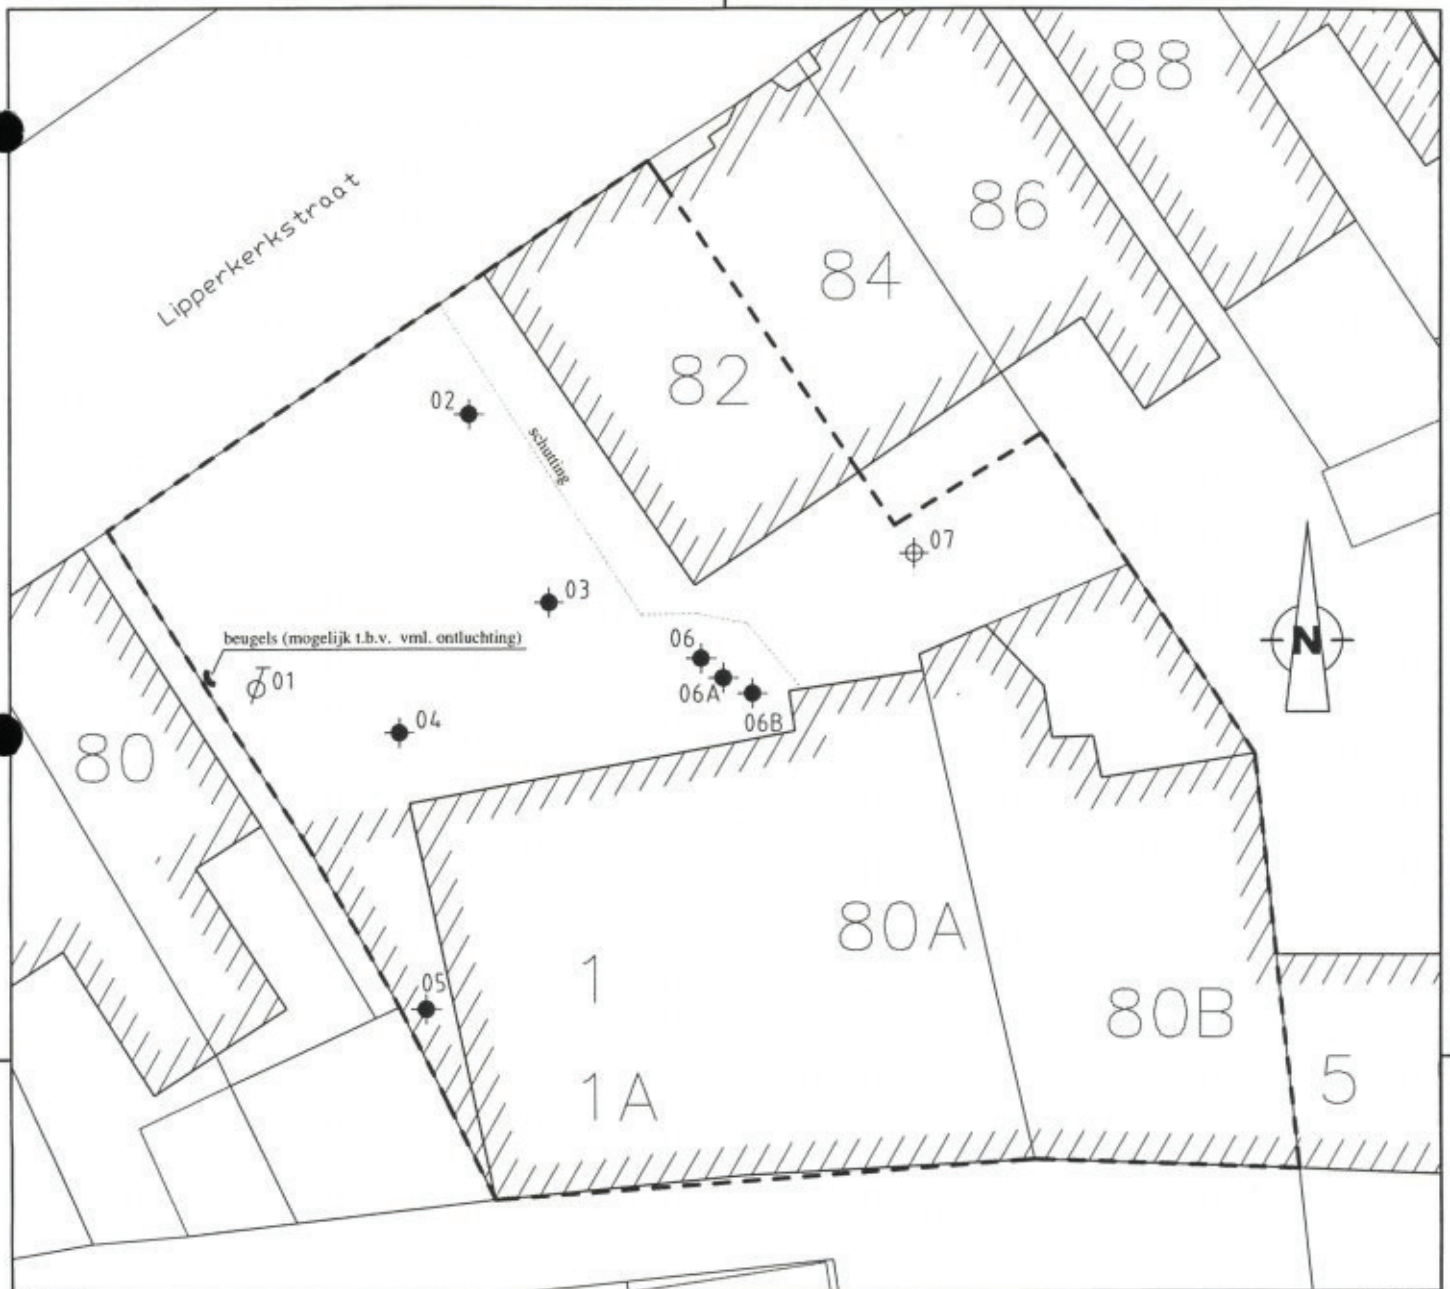 88
86
Lipperkerkstraat
84
82
02
schutting
07
03
beugels (mogelijk t.b.v. vml. ontluchting)
N
06
01
06A
06B
04
80
80A
1
05
80B
5
1A